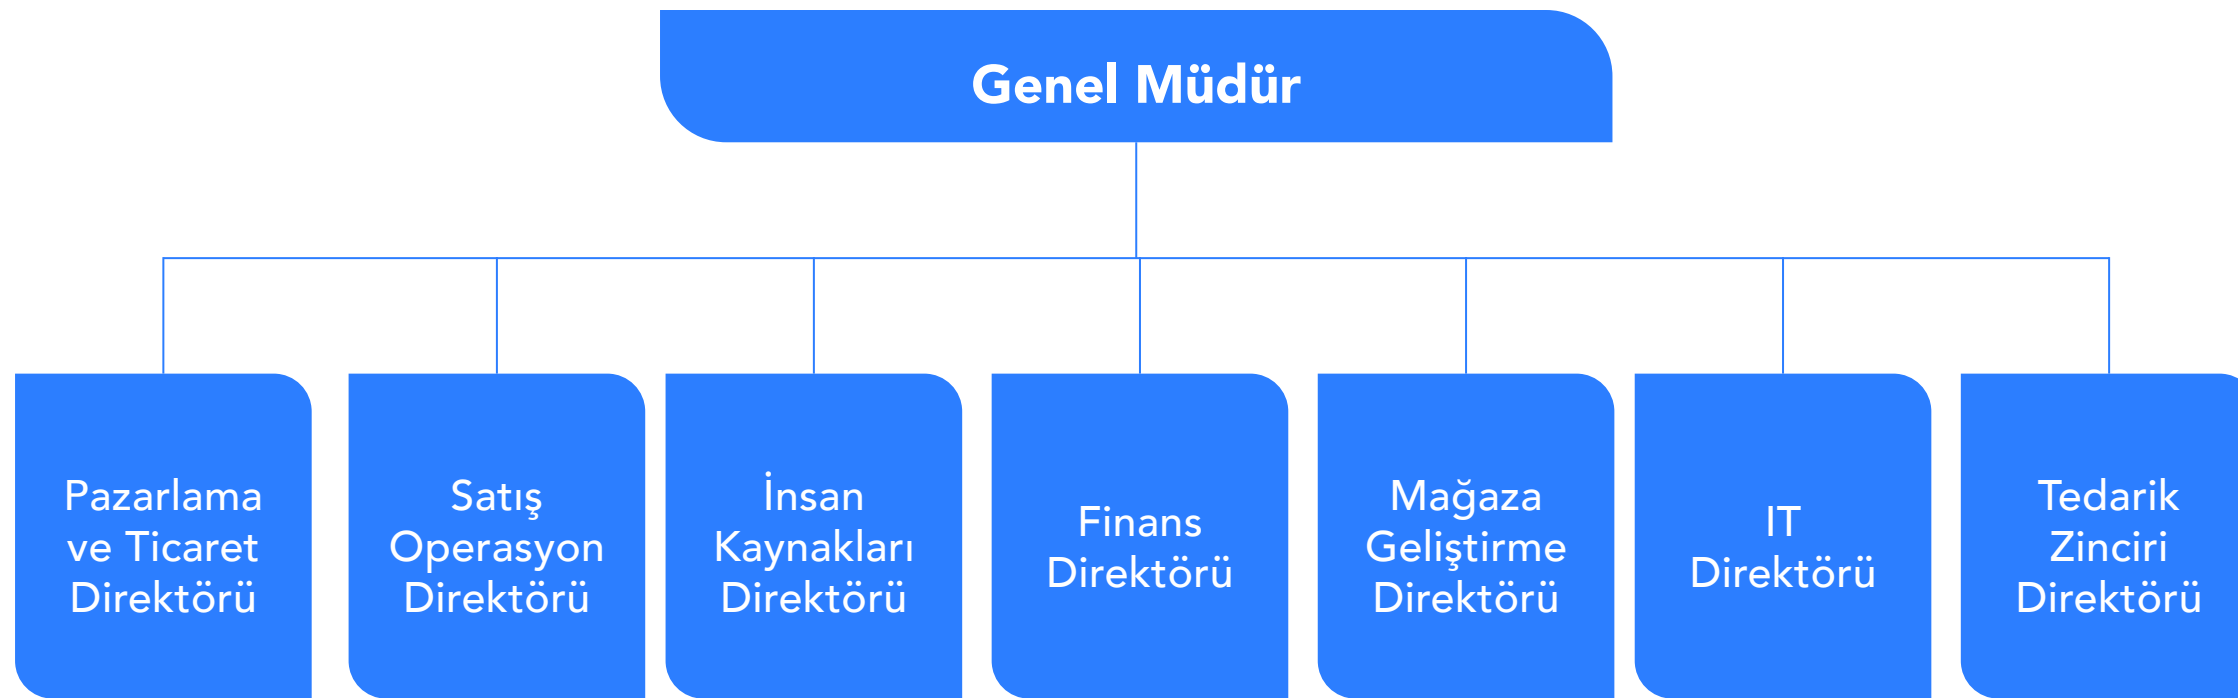 Genel Müdür
Pazarlama
ve Ticaret
Direktörü
Satış
Operasyon
Direktörü
İnsan
Kaynakları
Direktörü
Finans
Direktörü
Mağaza
Geliştirme
Direktörü
IT
Direktörü
Tedarik
Zinciri
Direktörü